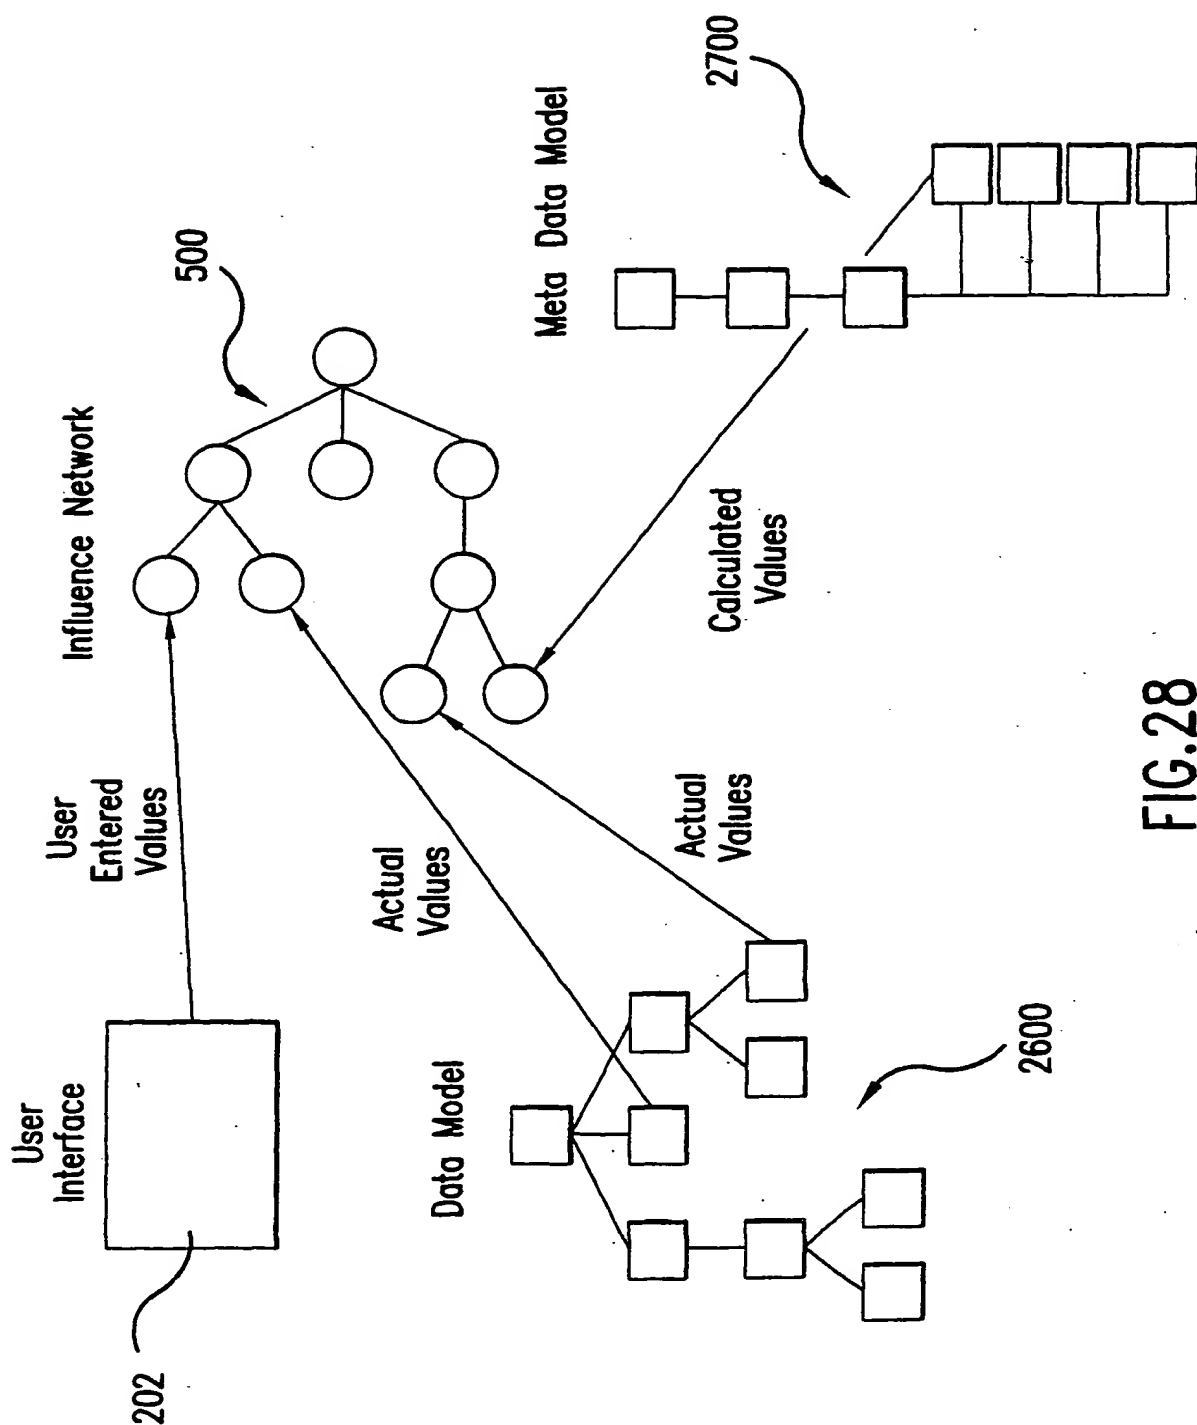 202
User
Interface
User
Entered
Values
Influence Network
500
Data Model
Actual
Values
Actual
Values
2600
Calculated
Values
Meta Data Model
2700
FIG.28